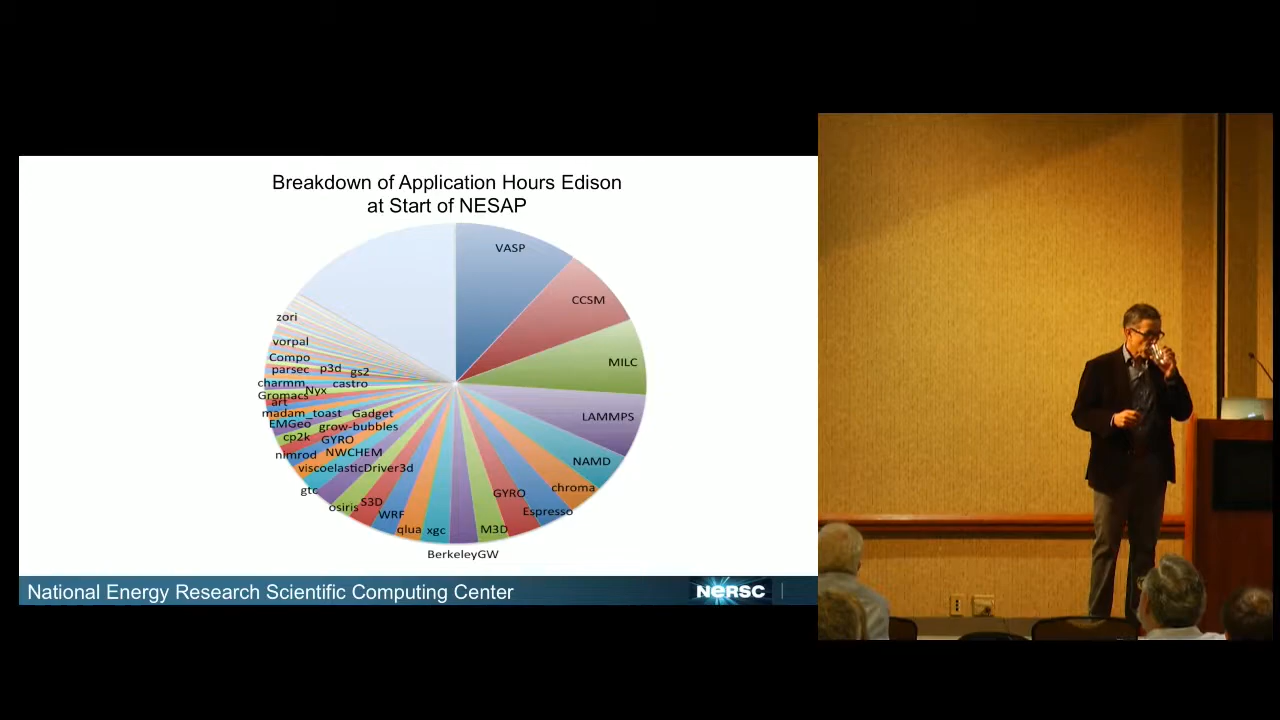 Breakdown of Application Hours Edison
at Start of NESAP
VASP
CCSM
MILC
LAMMPS
NAMD
chroma
Espresso
GYRO
M3D
BerkeleyGW
xgc
qlua
WRF
S3D
osiris
gtc
viscoelasticDriver3d
NWCHEM
nimrod
GYRO
cp2k
grow-bubbles
EMGeo
Gadget
madam_toast
art
Gromacs
Nyx
charmm
castro
parsec
p3d
gs2
Compo
vorpal
zori
National Energy Research Scientific Computing Center
NERSC